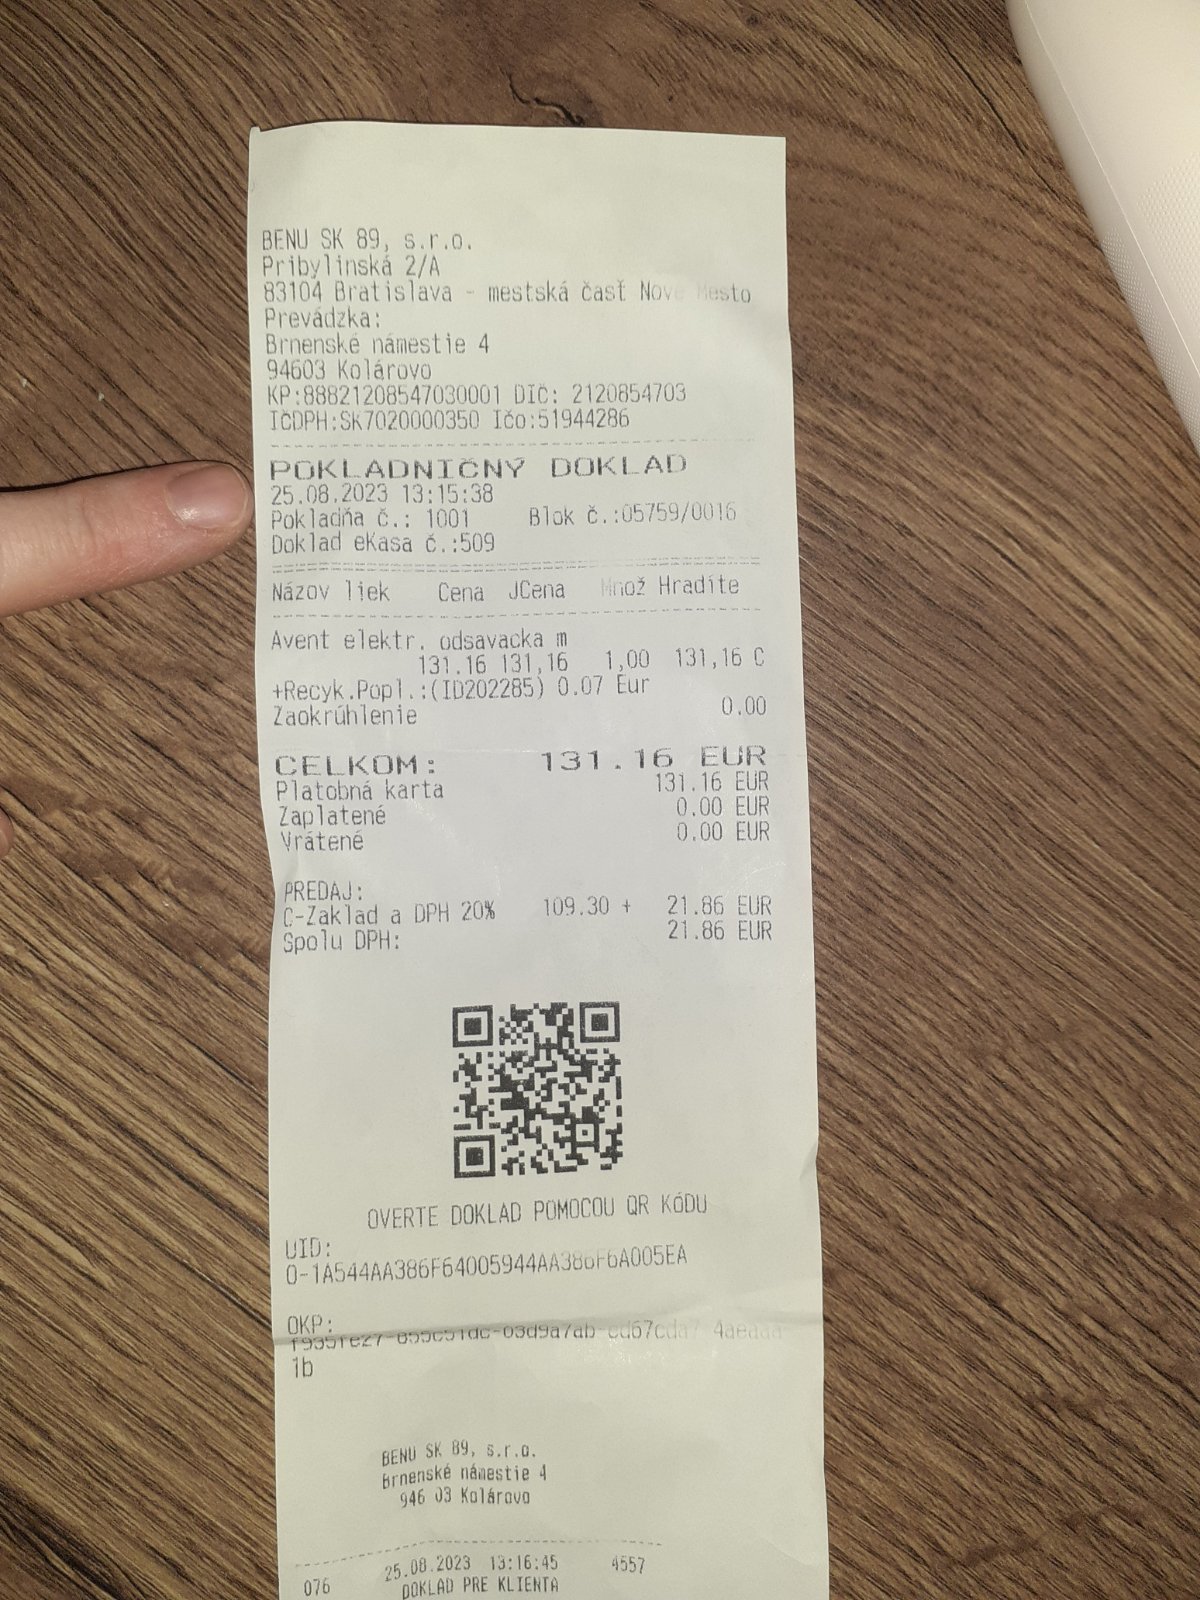 BENU SK 89, s.r.o.
Pribylinská 2/A
83104 Bratislava - mestská časť Nové Mesto
Prevádzka:
Brnenské námestie 4
94603 Kolárovo
KP:88821208547030001 DIČ: 2120854703
IČDPH:SK7020000350 Ičo:51944286
POKLADNIČNÝ DOKLAD
25.08.2023 13:15:38
Pokladňa č.: 1001 Blok č.:05759/0016
Doklad eKasa č.:509
Názov liek Cena JCena Množ Hradíte
Avent elektr. odsavacka m
131.16 131,16 1,00 131,16 C
+Recyk.Popl.:(ID202285) 0.07 Eur
Zaokrúhlenie 0.00
CELKOM: 131.16 EUR
Platobná karta 131.16 EUR
Zaplatené 0.00 EUR
Vrátené 0.00 EUR
PREDAJ:
C-Zaklad a DPH 20% 109.30 + 21.86 EUR
Spolu DPH: 21.86 EUR
OVERTE DOKLAD POMOCOU QR KÓDU
UID:
O-1A544AA386F64005944AA386F6A005EA
OKP:
1b
BENU SK 89, s.r.o.
Brnenské námestie 4
946 03 Kolárovo
25.08.2023 13:16:45 4557
076 DOKLAD PRE KLIENTA